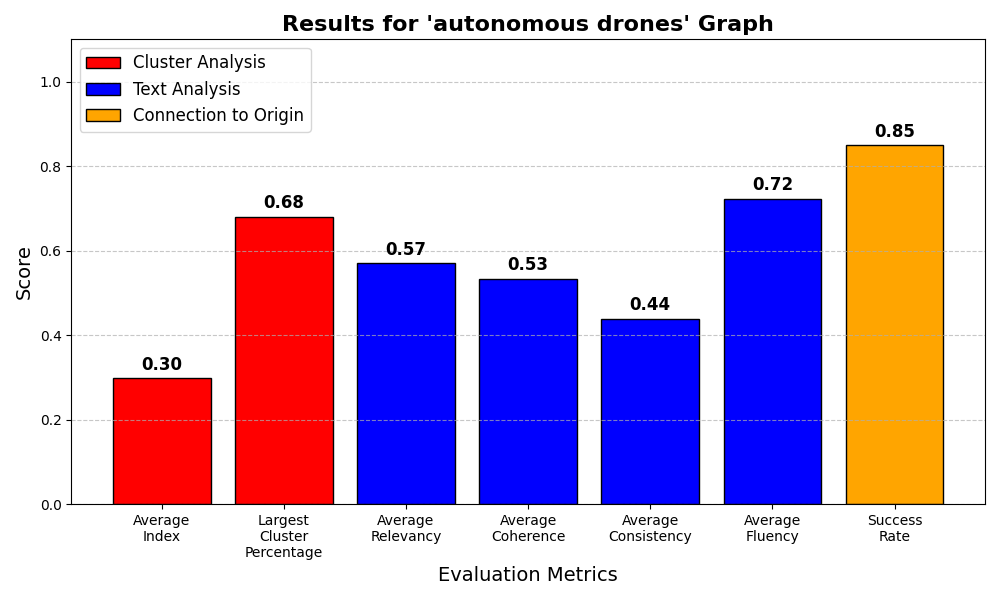 Results for 'autonomous drones' Graph
Cluster Analysis
Text Analysis
Connection to Origin
Score
1.0
0.8
0.6
0.4
0.2
0.0
0.30
0.68
0.57
0.53
0.44
0.72
0.85
Average
Index
Largest
Cluster
Percentage
Average
Relevancy
Average
Coherence
Average
Consistency
Average
Fluency
Success
Rate
Evaluation Metrics